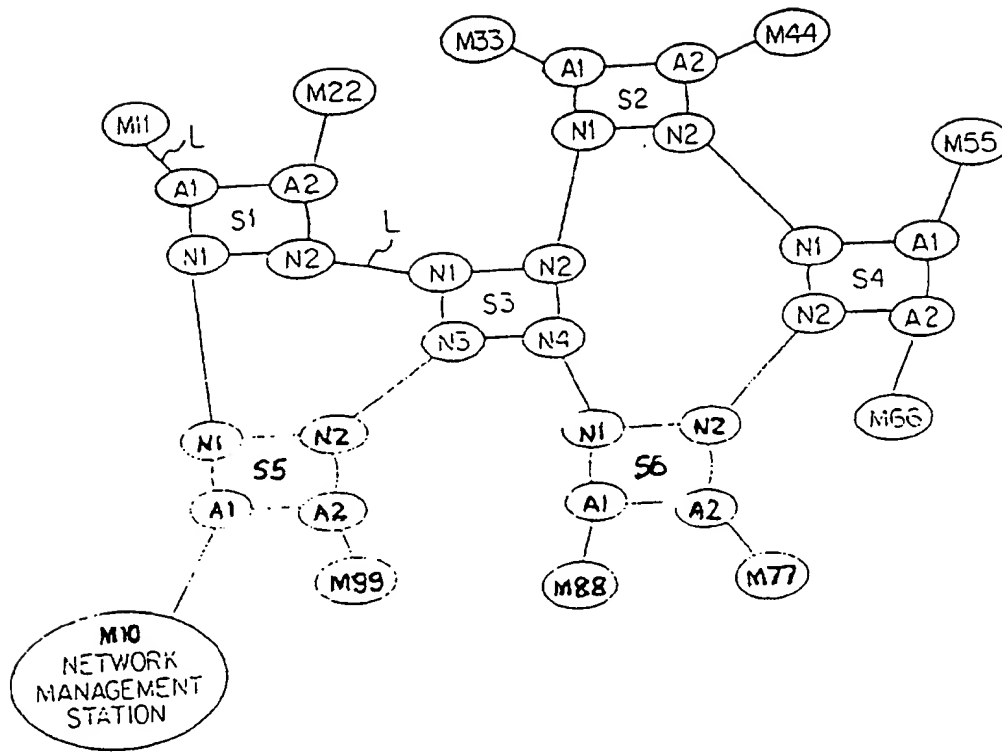 M33
M44
A1
A2
M22
S2
M11
N1
N2
L
M55
A1
A2
S1
L
N1
A1
N1
N2
N1
N2
S4
S3
N2
A2
N3
N4
M66
N1
N2
N1
N2
S5
S6
A1
A2
A1
A2
M99
M88
M77
M10
NETWORK
MANAGEMENT
STATION